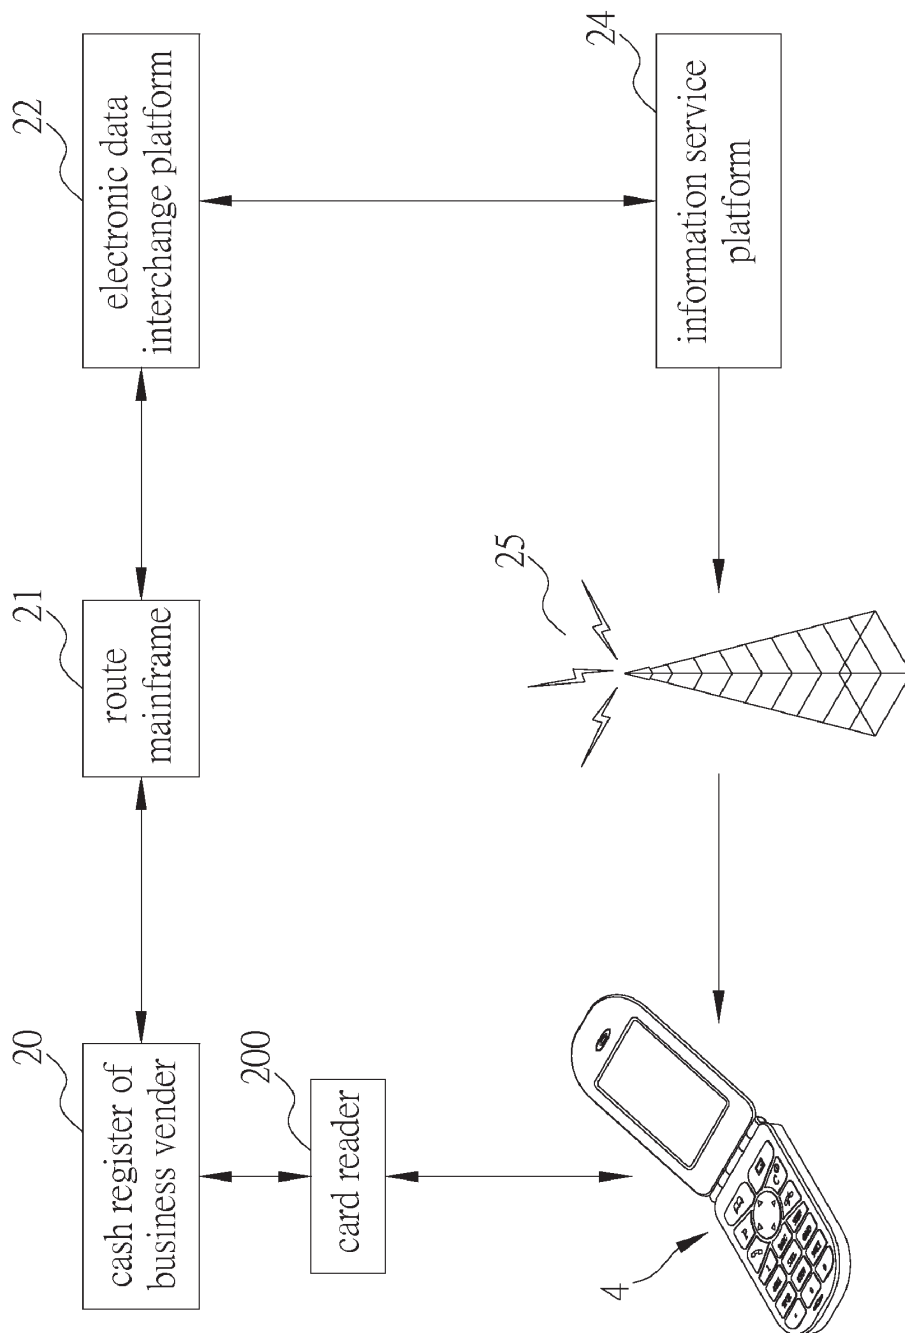 20
cash register of
business vender
21
route
mainframe
22
electronic data
interchange platform
200
card reader
25
24
information service
platform
4